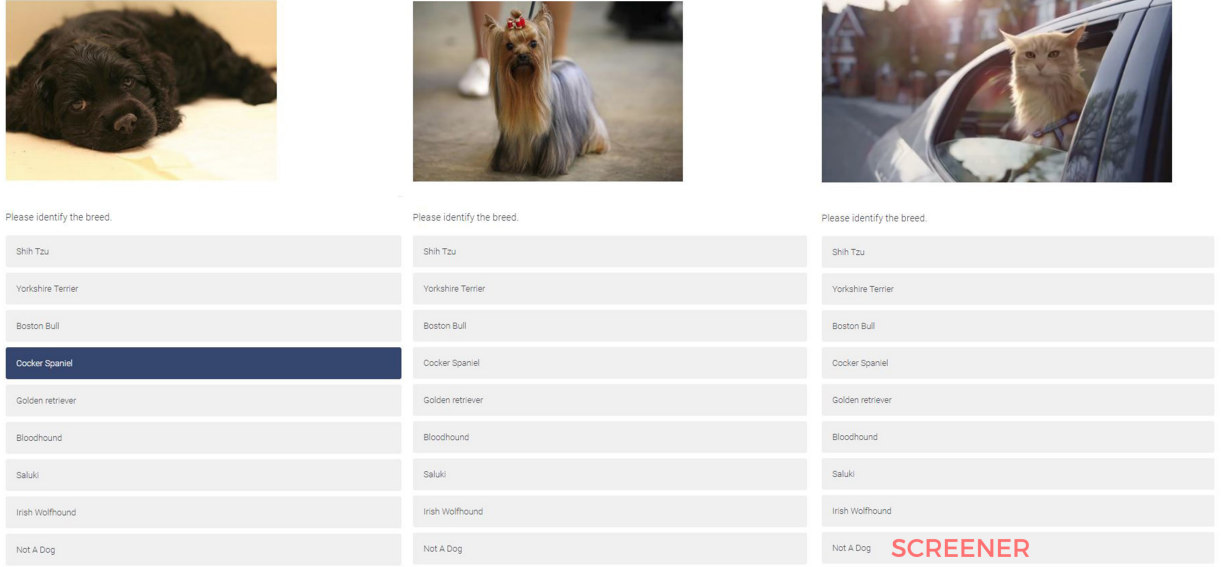 Please identify the breed.
Shih Tzu
Yorkshire Terrier
Boston Bull
Cocker Spaniel
Golden retriever
Bloodhound
Saluki
Irish Wolfhound
Not A Dog
Please identify the breed.
Shih Tzu
Yorkshire Terrier
Boston Bull
Cocker Spaniel
Golden retriever
Bloodhound
Saluki
Irish Wolfhound
Not A Dog
Please identify the breed.
Shih Tzu
Yorkshire Terrier
Boston Bull
Cocker Spaniel
Golden retriever
Bloodhound
Saluki
Irish Wolfhound
Not A Dog SCREENER